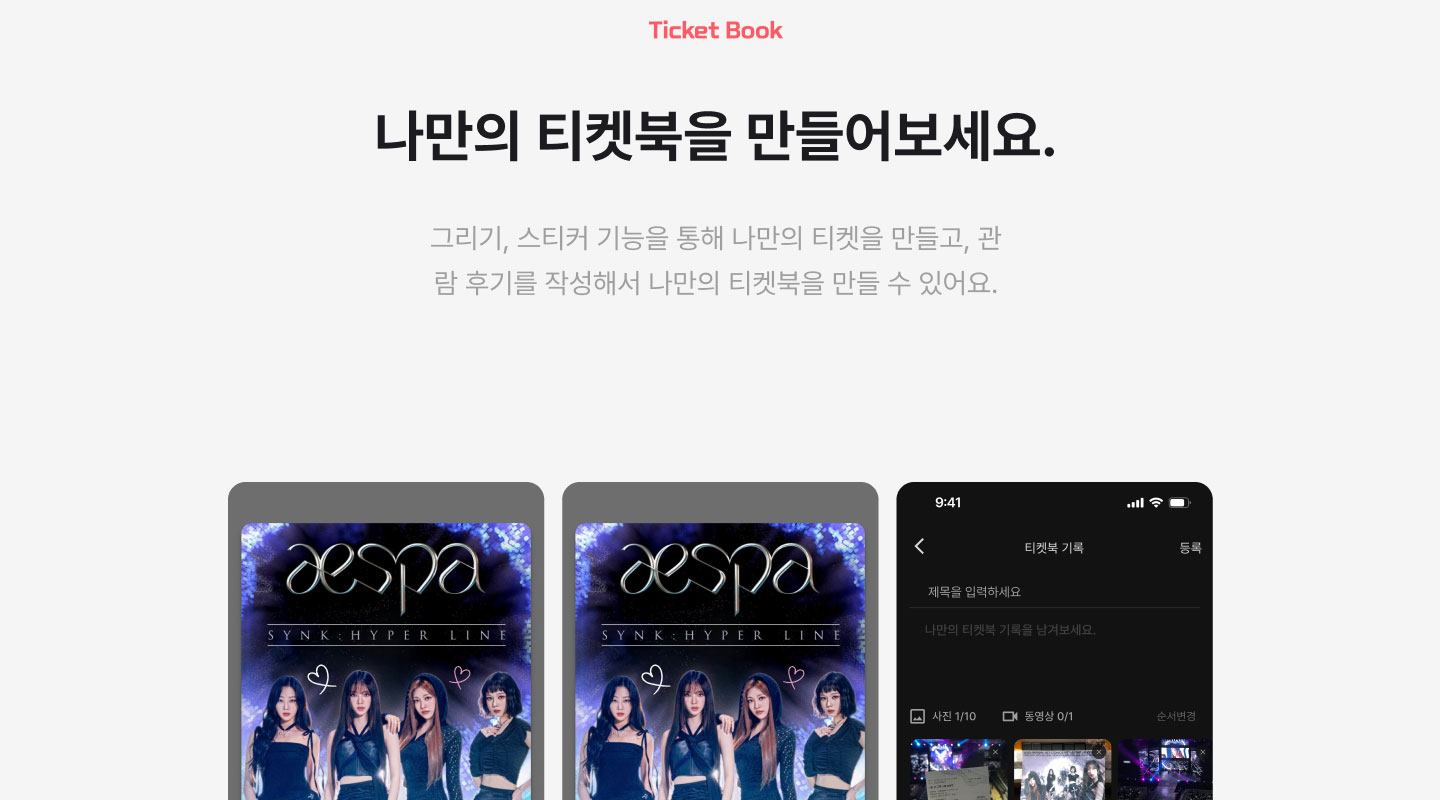 Ticket Book
나만의 티켓북을 만들어보세요.
그리기, 스티커 기능을 통해 나만의 티켓을 만들고, 관
람 후기를 작성해서 나만의 티켓북을 만들 수 있어요.
aespa
SYNK : HYPER LINE
aespa
SYNK : HYPER LINE
9:41
티켓북 기록
등록
제목을 입력하세요
나만의 티켓북 기록을 남겨보세요.
사진 1/10
동영상 0/1
순서변경